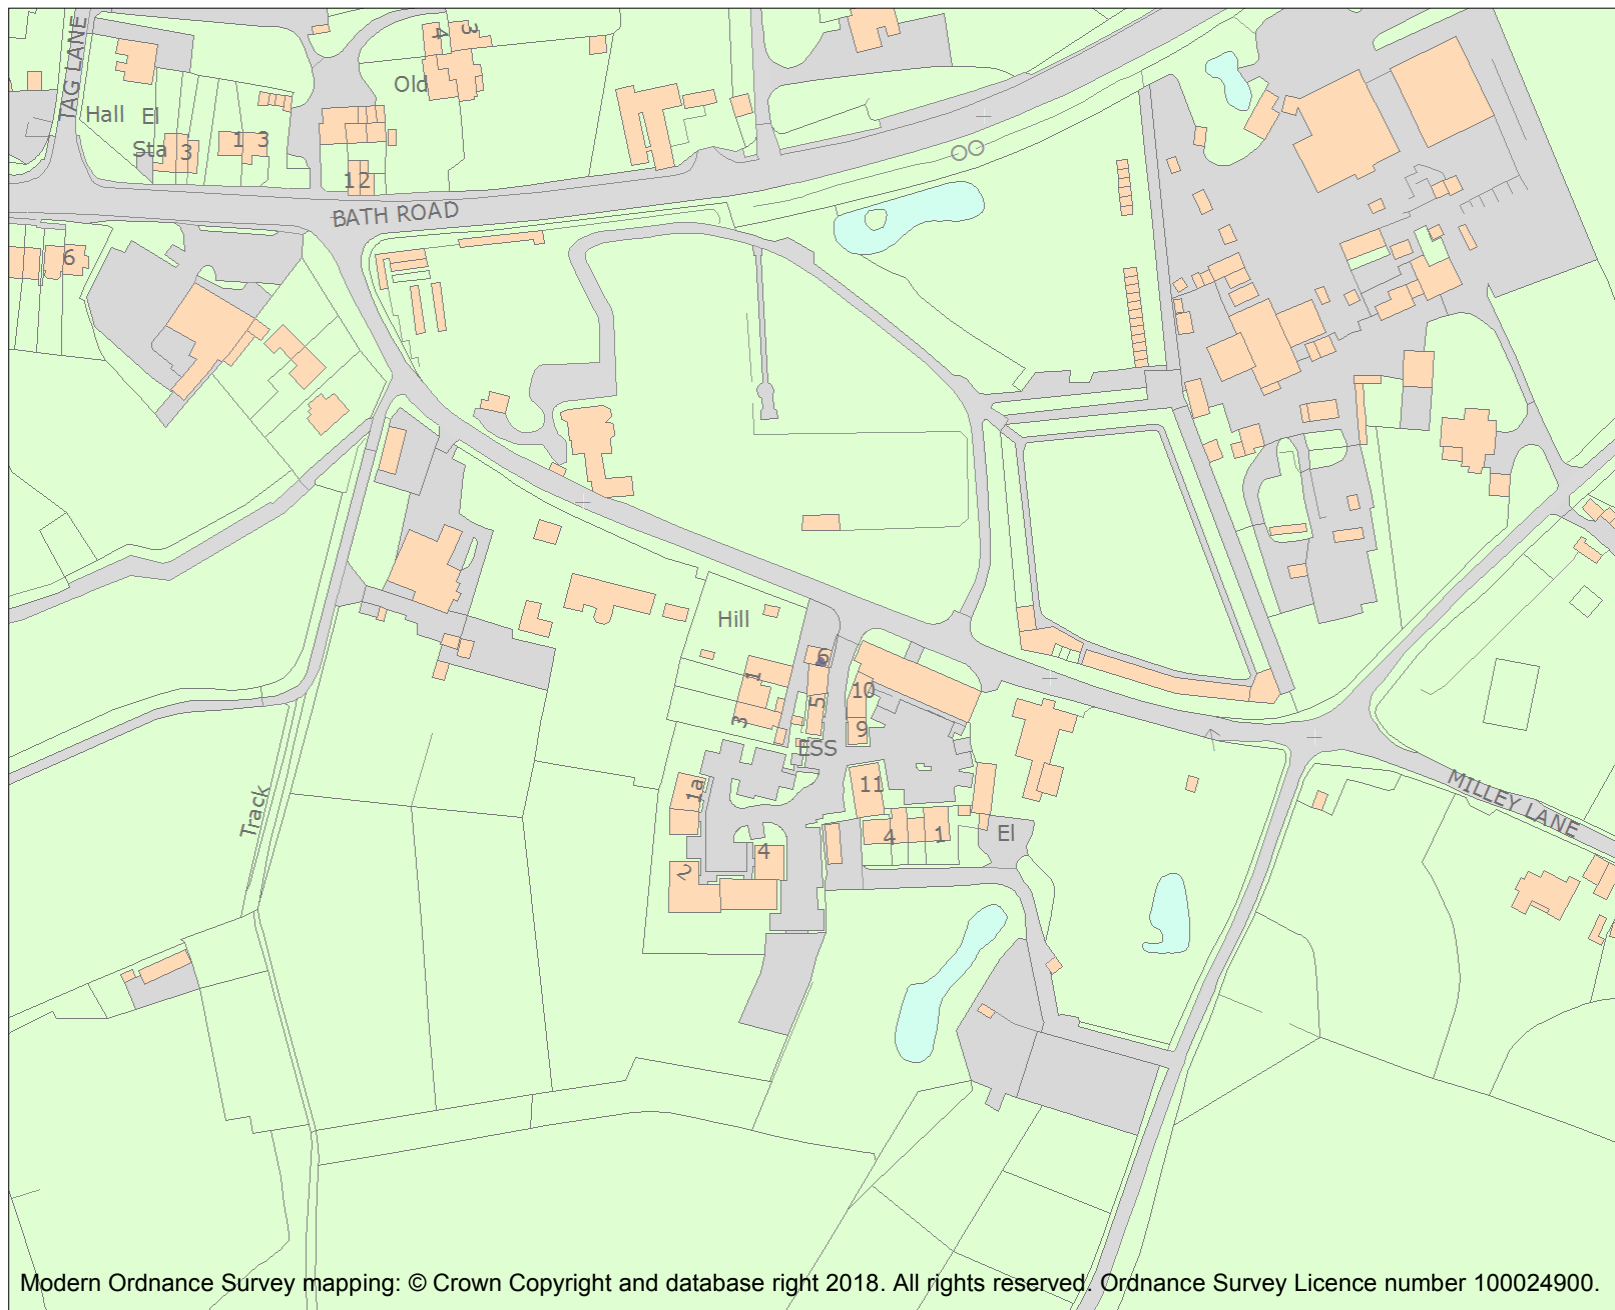 TAG LANE
4
3
Old
Hall
El
Sta
3
1
3
12
BATH ROAD
6
Hill
6
1
5
10
3
9
ESS
1a
11
Track
4
1
El
4
2
MILLEY LANE
Modern Ordnance Survey mapping: © Crown Copyright and database right 2018. All rights reserved. Ordnance Survey Licence number 100024900.